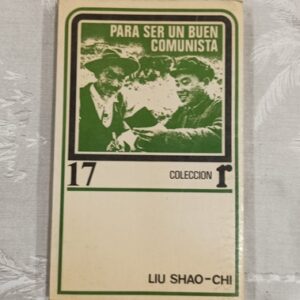 PARA SER UN BUEN
COMUNISTA
17 COLECCION r
LIU SHAO-CHI